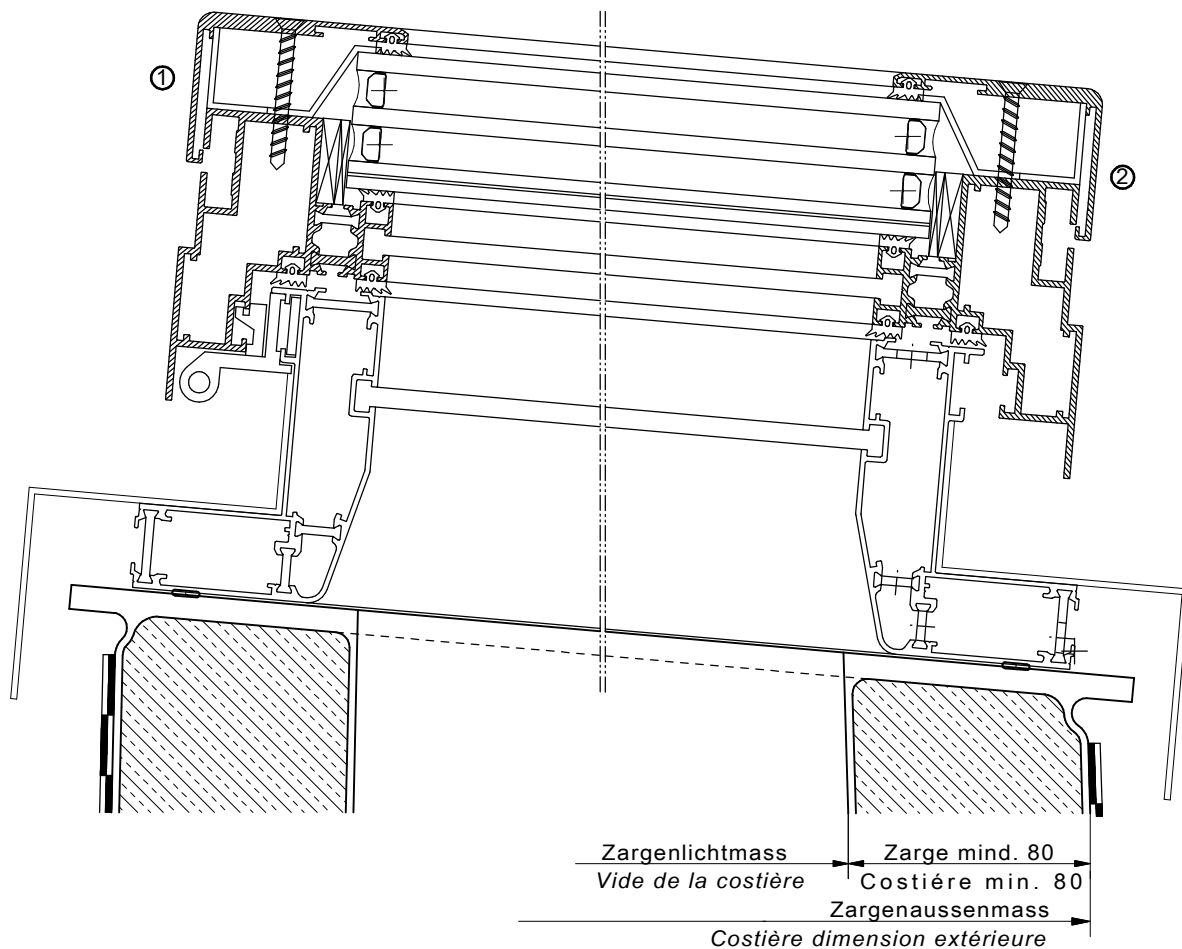 1
2
Zargenlichtmass
Zarge mind. 80
Vide de la costière
Costiére min. 80
Zargenaussenmass
Costière dimension extérieure